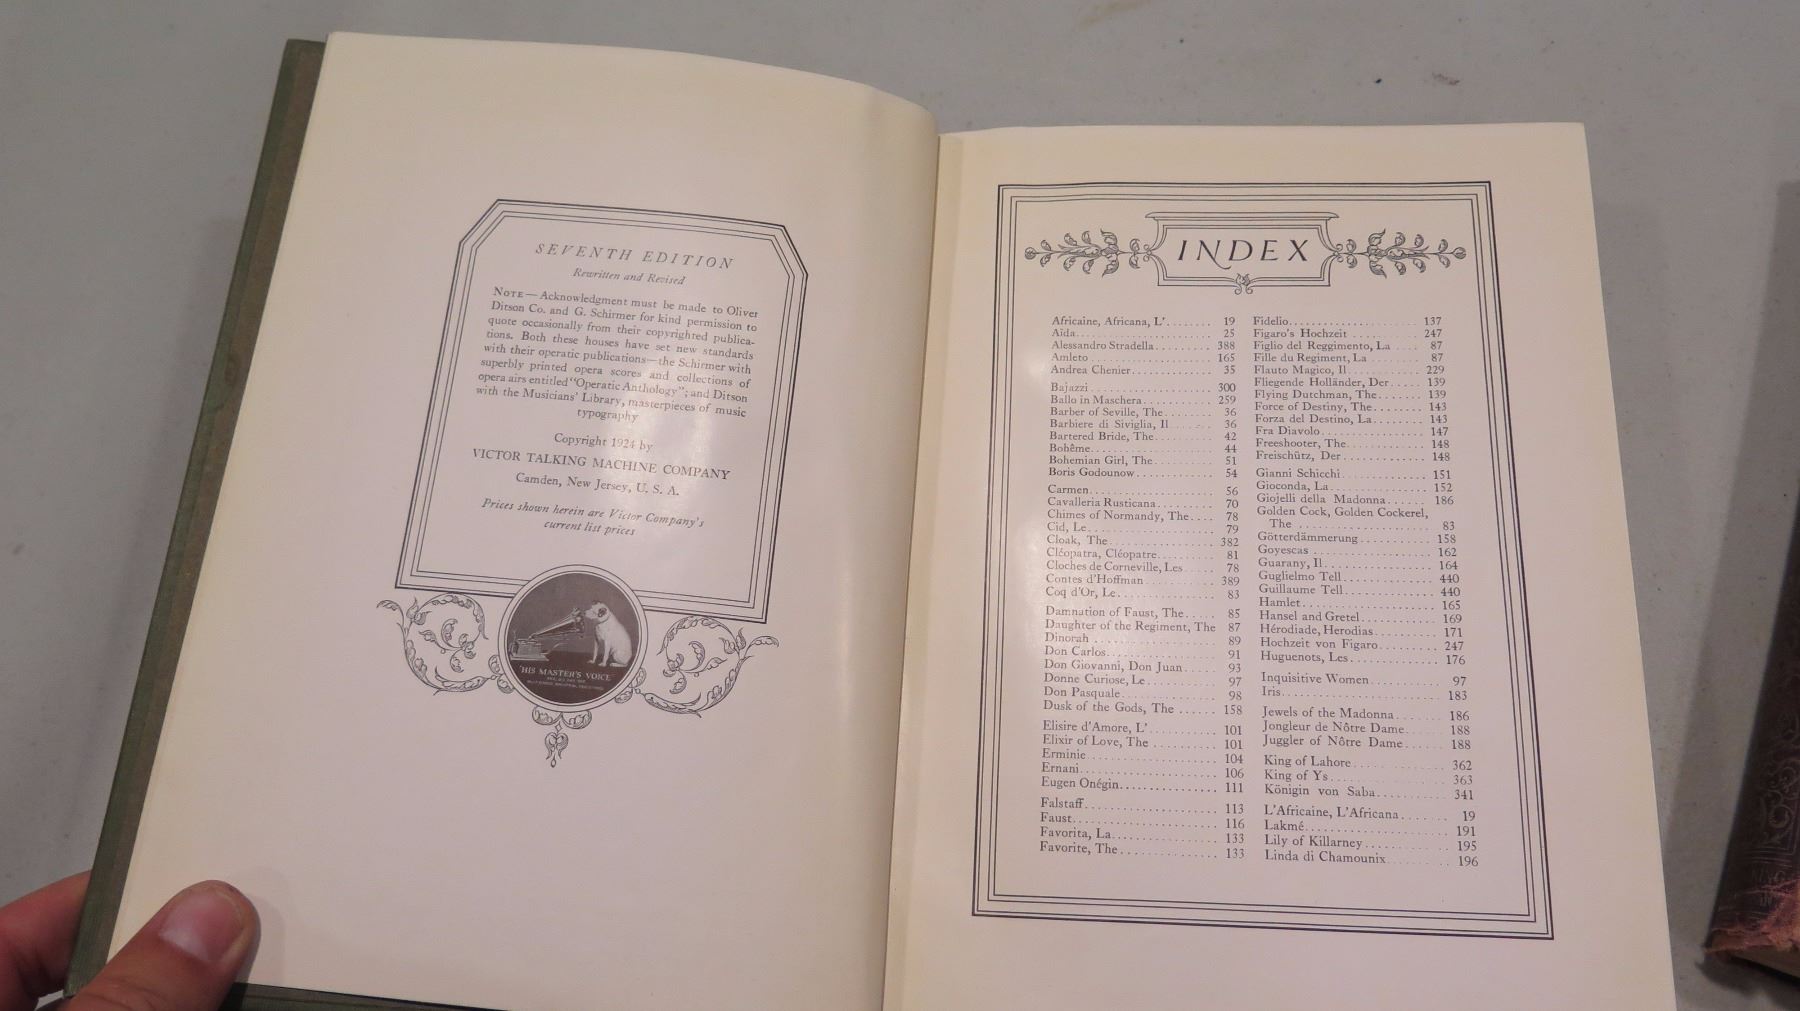 SEVENTH EDITION
Rewritten and Revised
NOTE—Acknowledgment must be made to Oliver
Ditson Co. and G. Schirmer for kind permission to
quote occasionally from their copyrighted publica-
tions. Both these houses have set new standards
with their operatic publications—the Schirmer with
superbly printed opera scores and collections of
opera airs entitled "Operatic Anthology"; and Ditson
with the Musicians' Library, masterpieces of music
typography
Copyright 1924 by
VICTOR TALKING MACHINE COMPANY
Camden, New Jersey, U. S. A.
Prices shown herein are Victor Company's
current list prices
"HIS MASTER'S VOICE"
INDEX
Africaine, Africana, L'........ 19
Aïda........ 25
Alessandro Stradella........ 388
Amleto........ 165
Andrea Chenier........ 35
Bajazzi........ 300
Ballo in Maschera........ 259
Barber of Seville, The........ 36
Barbiere di Siviglia, Il........ 36
Bartered Bride, The........ 42
Bohême........ 44
Bohemian Girl, The........ 51
Boris Godounow........ 54
Carmen........ 56
Cavalleria Rusticana........ 70
Chimes of Normandy, The.... 78
Cid, Le........ 79
Cloak, The........ 382
Cléopatra, Cléopatre........ 81
Cloches de Corneville, Les.... 78
Contes d'Hoffman........ 389
Coq d'Or, Le........ 83
Damnation of Faust, The..... 85
Daughter of the Regiment, The 87
Dinorah........ 89
Don Carlos........ 91
Don Giovanni, Don Juan..... 93
Donne Curiose, Le........ 97
Don Pasquale........ 98
Dusk of the Gods, The...... 158
Elisire d'Amore, L'........ 101
Elixir of Love, The........ 101
Erminie........ 104
Ernani........ 106
Eugen Onégin........ 111
Falstaff........ 113
Faust........ 116
Favorita, La........ 133
Favorite, The........ 133
Fidelio........ 137
Figaro's Hochzeit........ 247
Figlio del Reggimento, La.... 87
Fille du Regiment, La........ 87
Flauto Magico, Il........ 229
Fliegende Holländer, Der..... 139
Flying Dutchman, The....... 139
Force of Destiny, The........ 143
Forza del Destino, La........ 143
Fra Diavolo........ 147
Freeshooter, The........ 148
Freischütz, Der........ 148
Gianni Schicchi........ 151
Gioconda, La........ 152
Giojelli della Madonna...... 186
Golden Cock, Golden Cockerel,
The........ 83
Götterdämmerung........ 158
Goyescas........ 162
Guarany, Il........ 164
Guglielmo Tell........ 440
Guillaume Tell........ 440
Hamlet........ 165
Hansel and Gretel........ 169
Hérodiade, Herodias........ 171
Hochzeit von Figaro........ 247
Huguenots, Les........ 176
Inquisitive Women........ 97
Iris........ 183
Jewels of the Madonna....... 186
Jongleur de Nôtre Dame...... 188
Juggler of Nôtre Dame...... 188
King of Lahore........ 362
King of Ys........ 363
Königin von Saba........ 341
L'Africaine, L'Africana....... 19
Lakmé........ 191
Lily of Killarney........ 195
Linda di Chamounix........ 196